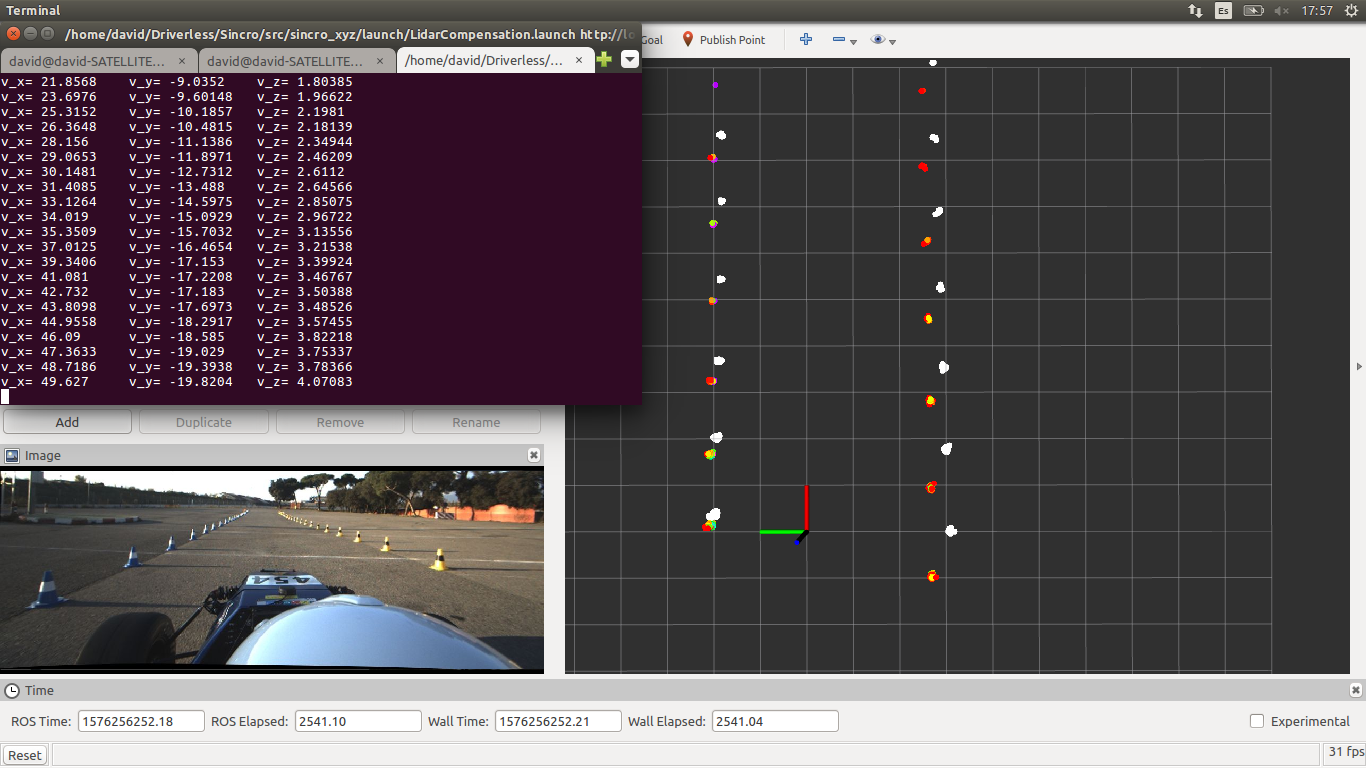 Terminal
Es
17:57
/home/david/Driverless/Sincro/src/sincro_xyz/launch/LidarCompensation.launch http://lo
Goal
Publish Point
david@david-SATELLITE... ×
david@david-SATELLITE... ×
/home/david/Driverless/... ×
v_x= 21.8568 v_y= -9.0352 v_z= 1.80385
v_x= 23.6976 v_y= -9.60148 v_z= 1.96622
v_x= 25.3152 v_y= -10.1857 v_z= 2.1981
v_x= 26.3648 v_y= -10.4815 v_z= 2.18139
v_x= 28.156 v_y= -11.1386 v_z= 2.34944
v_x= 29.0653 v_y= -11.8971 v_z= 2.46209
v_x= 30.1481 v_y= -12.7312 v_z= 2.6112
v_x= 31.4085 v_y= -13.488 v_z= 2.64566
v_x= 33.1264 v_y= -14.5975 v_z= 2.85075
v_x= 34.019 v_y= -15.0929 v_z= 2.96722
v_x= 35.3509 v_y= -15.7032 v_z= 3.13556
v_x= 37.0125 v_y= -16.4654 v_z= 3.21538
v_x= 39.3406 v_y= -17.153 v_z= 3.39924
v_x= 41.081 v_y= -17.2208 v_z= 3.46767
v_x= 42.732 v_y= -17.183 v_z= 3.50388
v_x= 43.8098 v_y= -17.6973 v_z= 3.48526
v_x= 44.9558 v_y= -18.2917 v_z= 3.57455
v_x= 46.09 v_y= -18.585 v_z= 3.82218
v_x= 47.3633 v_y= -19.029 v_z= 3.75337
v_x= 48.7186 v_y= -19.3938 v_z= 3.78366
v_x= 49.627 v_y= -19.8204 v_z= 4.07083
Add
Duplicate
Remove
Rename
Image
A54
Time
ROS Time: 1576256252.18 ROS Elapsed: 2541.10 Wall Time: 1576256252.21 Wall Elapsed: 2541.04 Experimental
Reset
31 fps